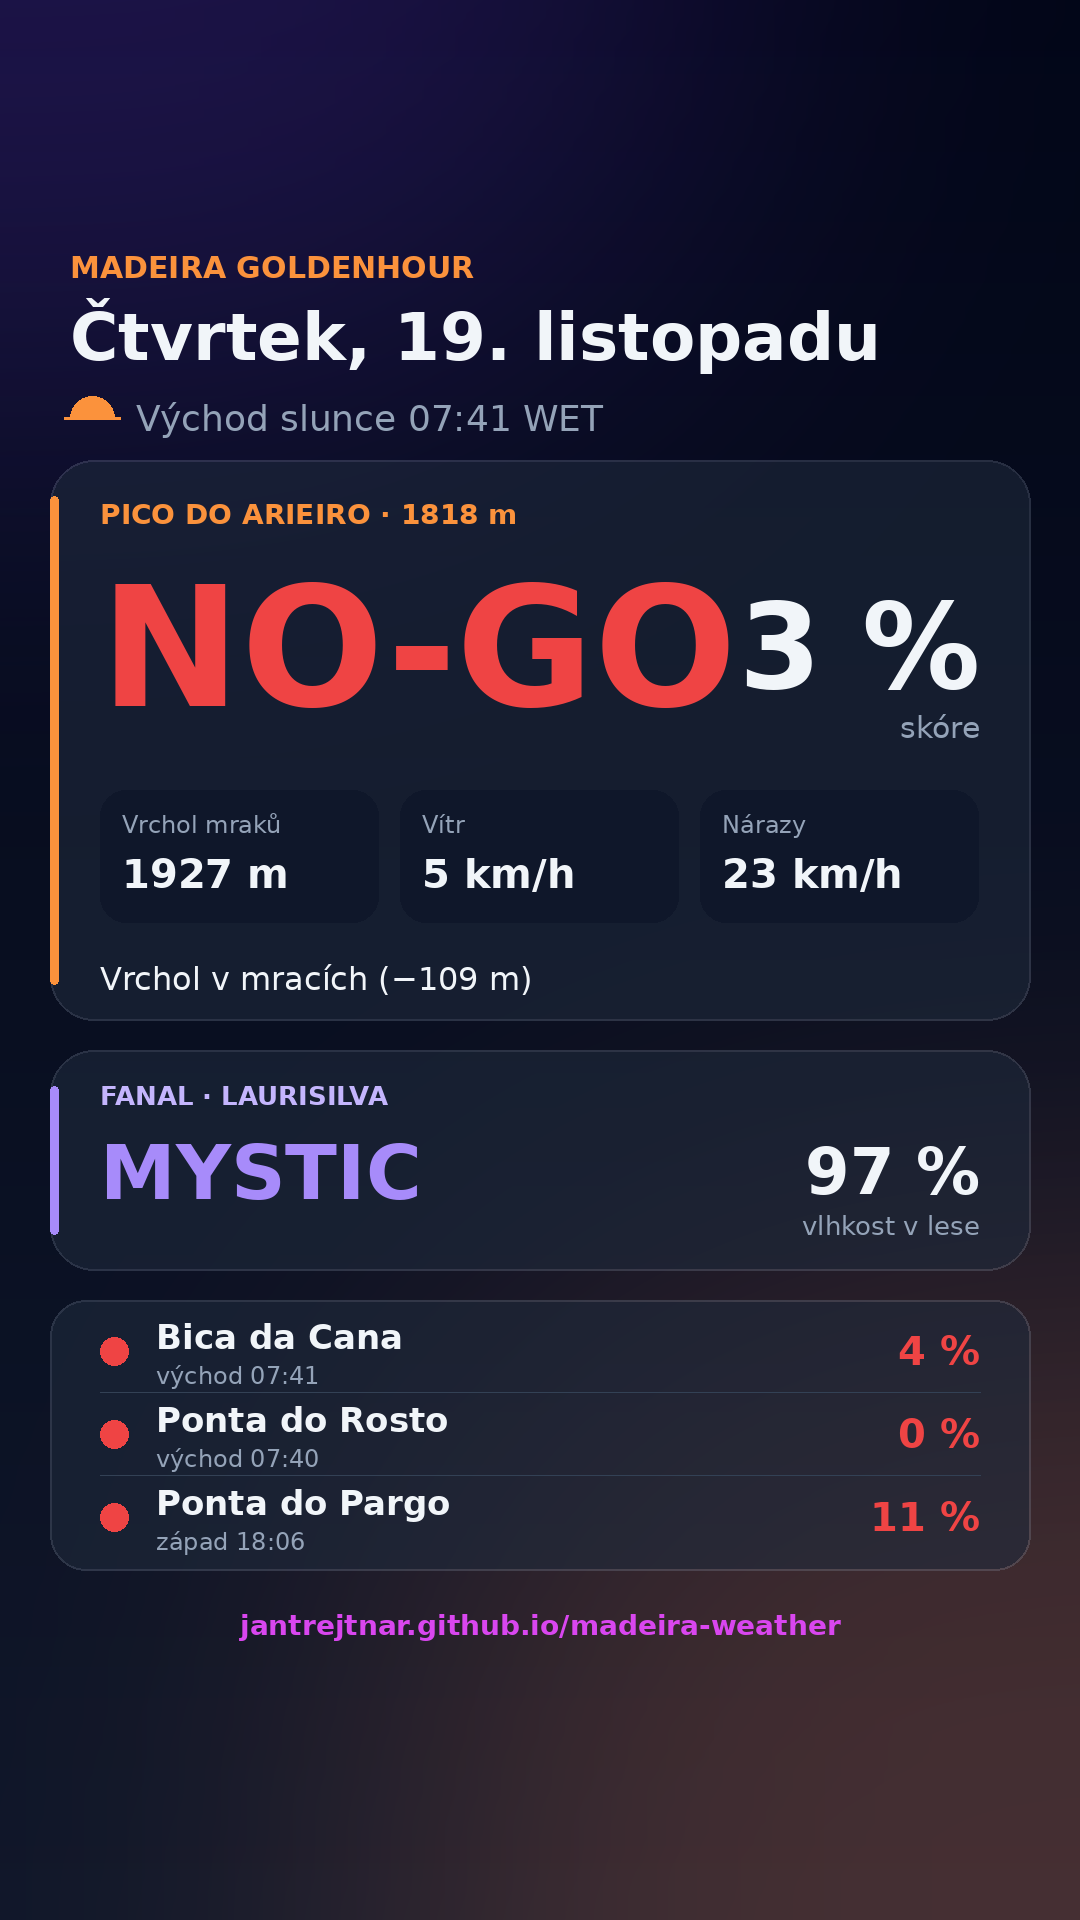 MADEIRA GOLDENHOUR
Čtvrtek, 19. listopadu
Východ slunce 07:41 WET
PICO DO ARIEIRO · 1818 m
NO-GO 3 %
skóre
Vrchol mraků Vítr Nárazy
1927 m 5 km/h 23 km/h
Vrchol v mracích (−109 m)
FANAL · LAURISILVA
MYSTIC 97 %
vlhkost v lese
Bica da Cana 4 %
východ 07:41
Ponta do Rosto 0 %
východ 07:40
Ponta do Pargo 11 %
západ 18:06
jantrejtnar.github.io/madeira-weather